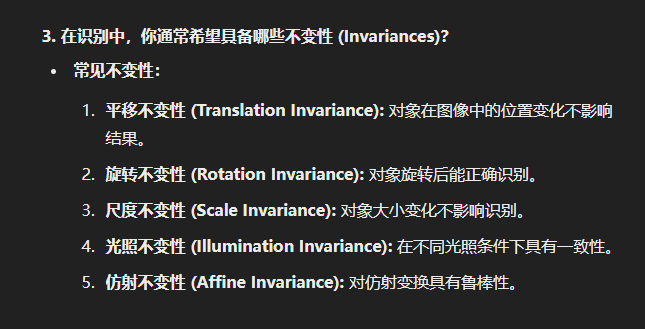 3. 在识别中，你通常希望具备哪些不变性 (Invariances)?
• 常见不变性：
1. 平移不变性 (Translation Invariance): 对象在图像中的位置变化不影响
结果。
2. 旋转不变性 (Rotation Invariance): 对象旋转后能正确识别。
3. 尺度不变性 (Scale Invariance): 对象大小变化不影响识别。
4. 光照不变性 (Illumination Invariance): 在不同光照条件下具有一致性。
5. 仿射不变性 (Affine Invariance): 对仿射变换具有鲁棒性。